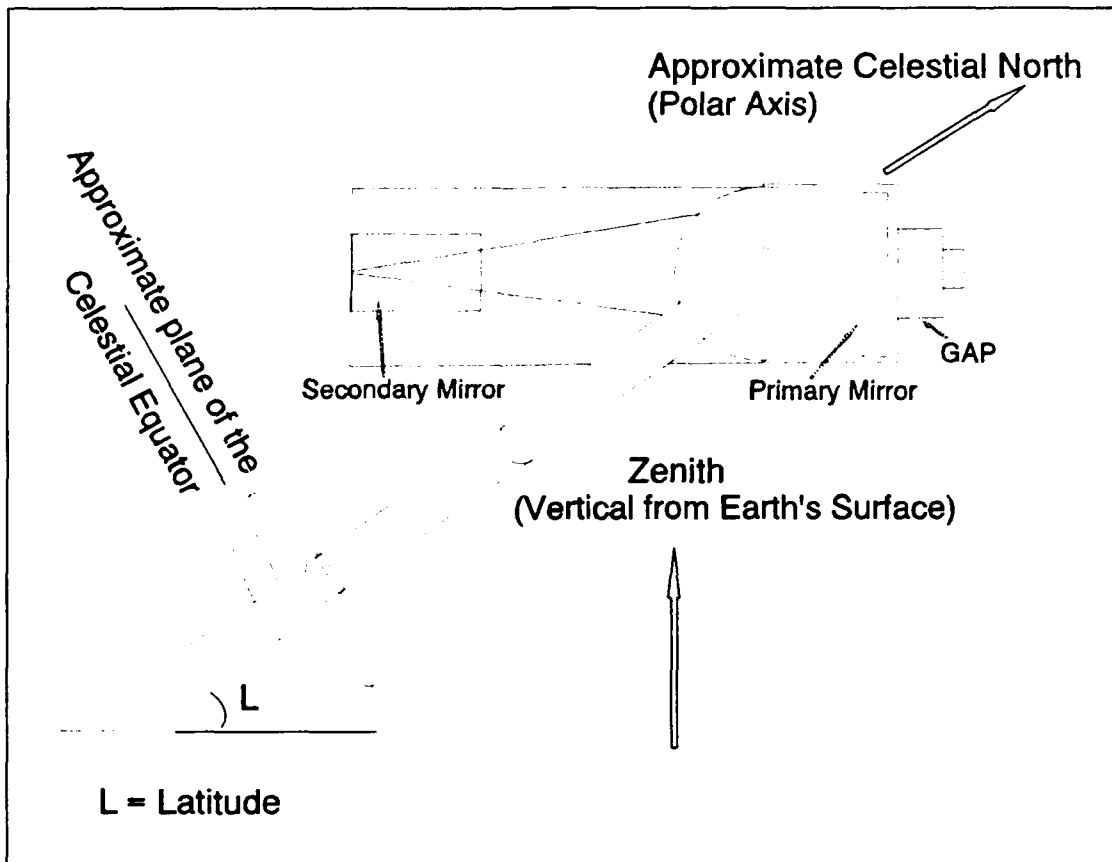 Approximate Celestial North
(Polar Axis)
Approximate plane of the
Celestial Equator
Secondary Mirror
Primary Mirror
GAP
Zenith
(Vertical from Earth's Surface)
L
L = Latitude